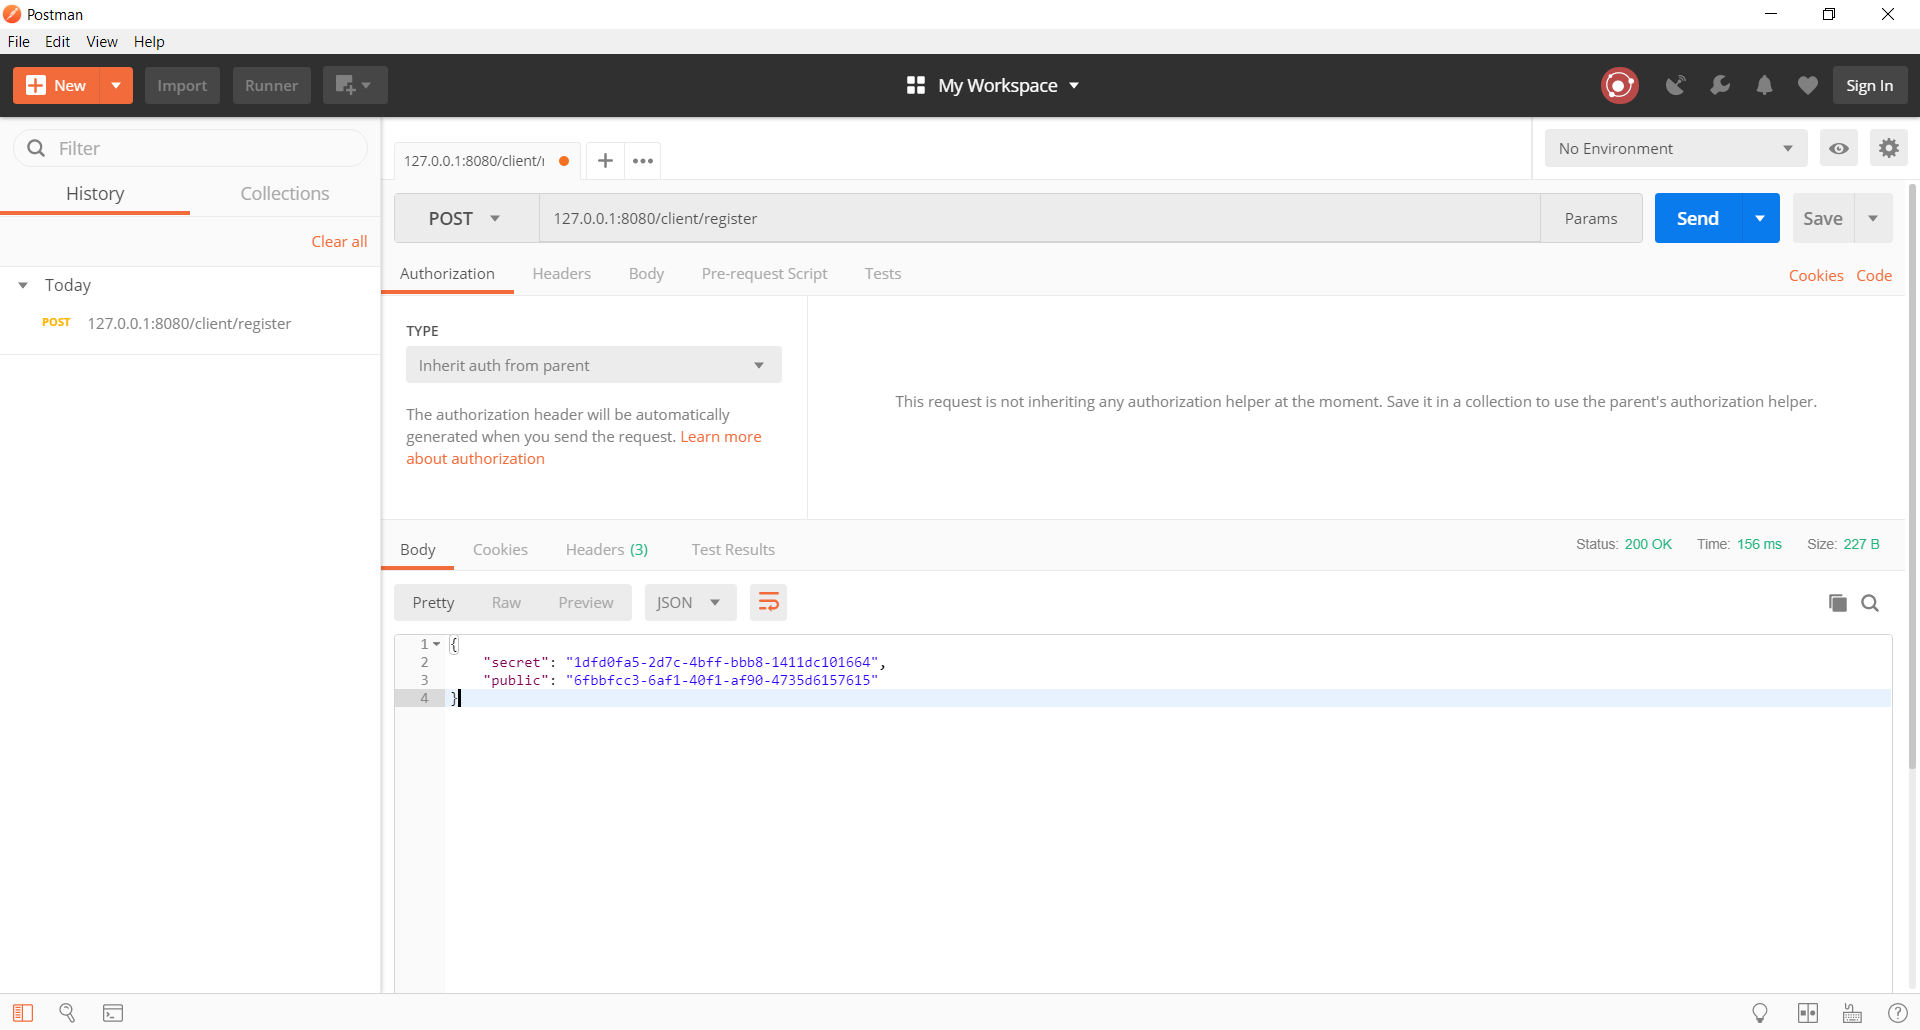 Postman
File Edit View Help
New Import Runner My Workspace Sign In
Filter
History Collections
Clear all
Today
POST 127.0.0.1:8080/client/register
127.0.0.1:8080/client/r
No Environment
POST 127.0.0.1:8080/client/register Params Send Save
Authorization Headers Body Pre-request Script Tests Cookies Code
TYPE
Inherit auth from parent
The authorization header will be automatically
generated when you send the request. Learn more
about authorization
This request is not inheriting any authorization helper at the moment. Save it in a collection to use the parent's authorization helper.
Body Cookies Headers (3) Test Results Status: 200 OK Time: 156 ms Size: 227 B
Pretty Raw Preview JSON
1 {
2 "secret": "1dfd0fa5-2d7c-4bff-bbb8-1411dc101664",
3 "public": "6fbbfcc3-6af1-40f1-af90-4735d6157615"
4 }